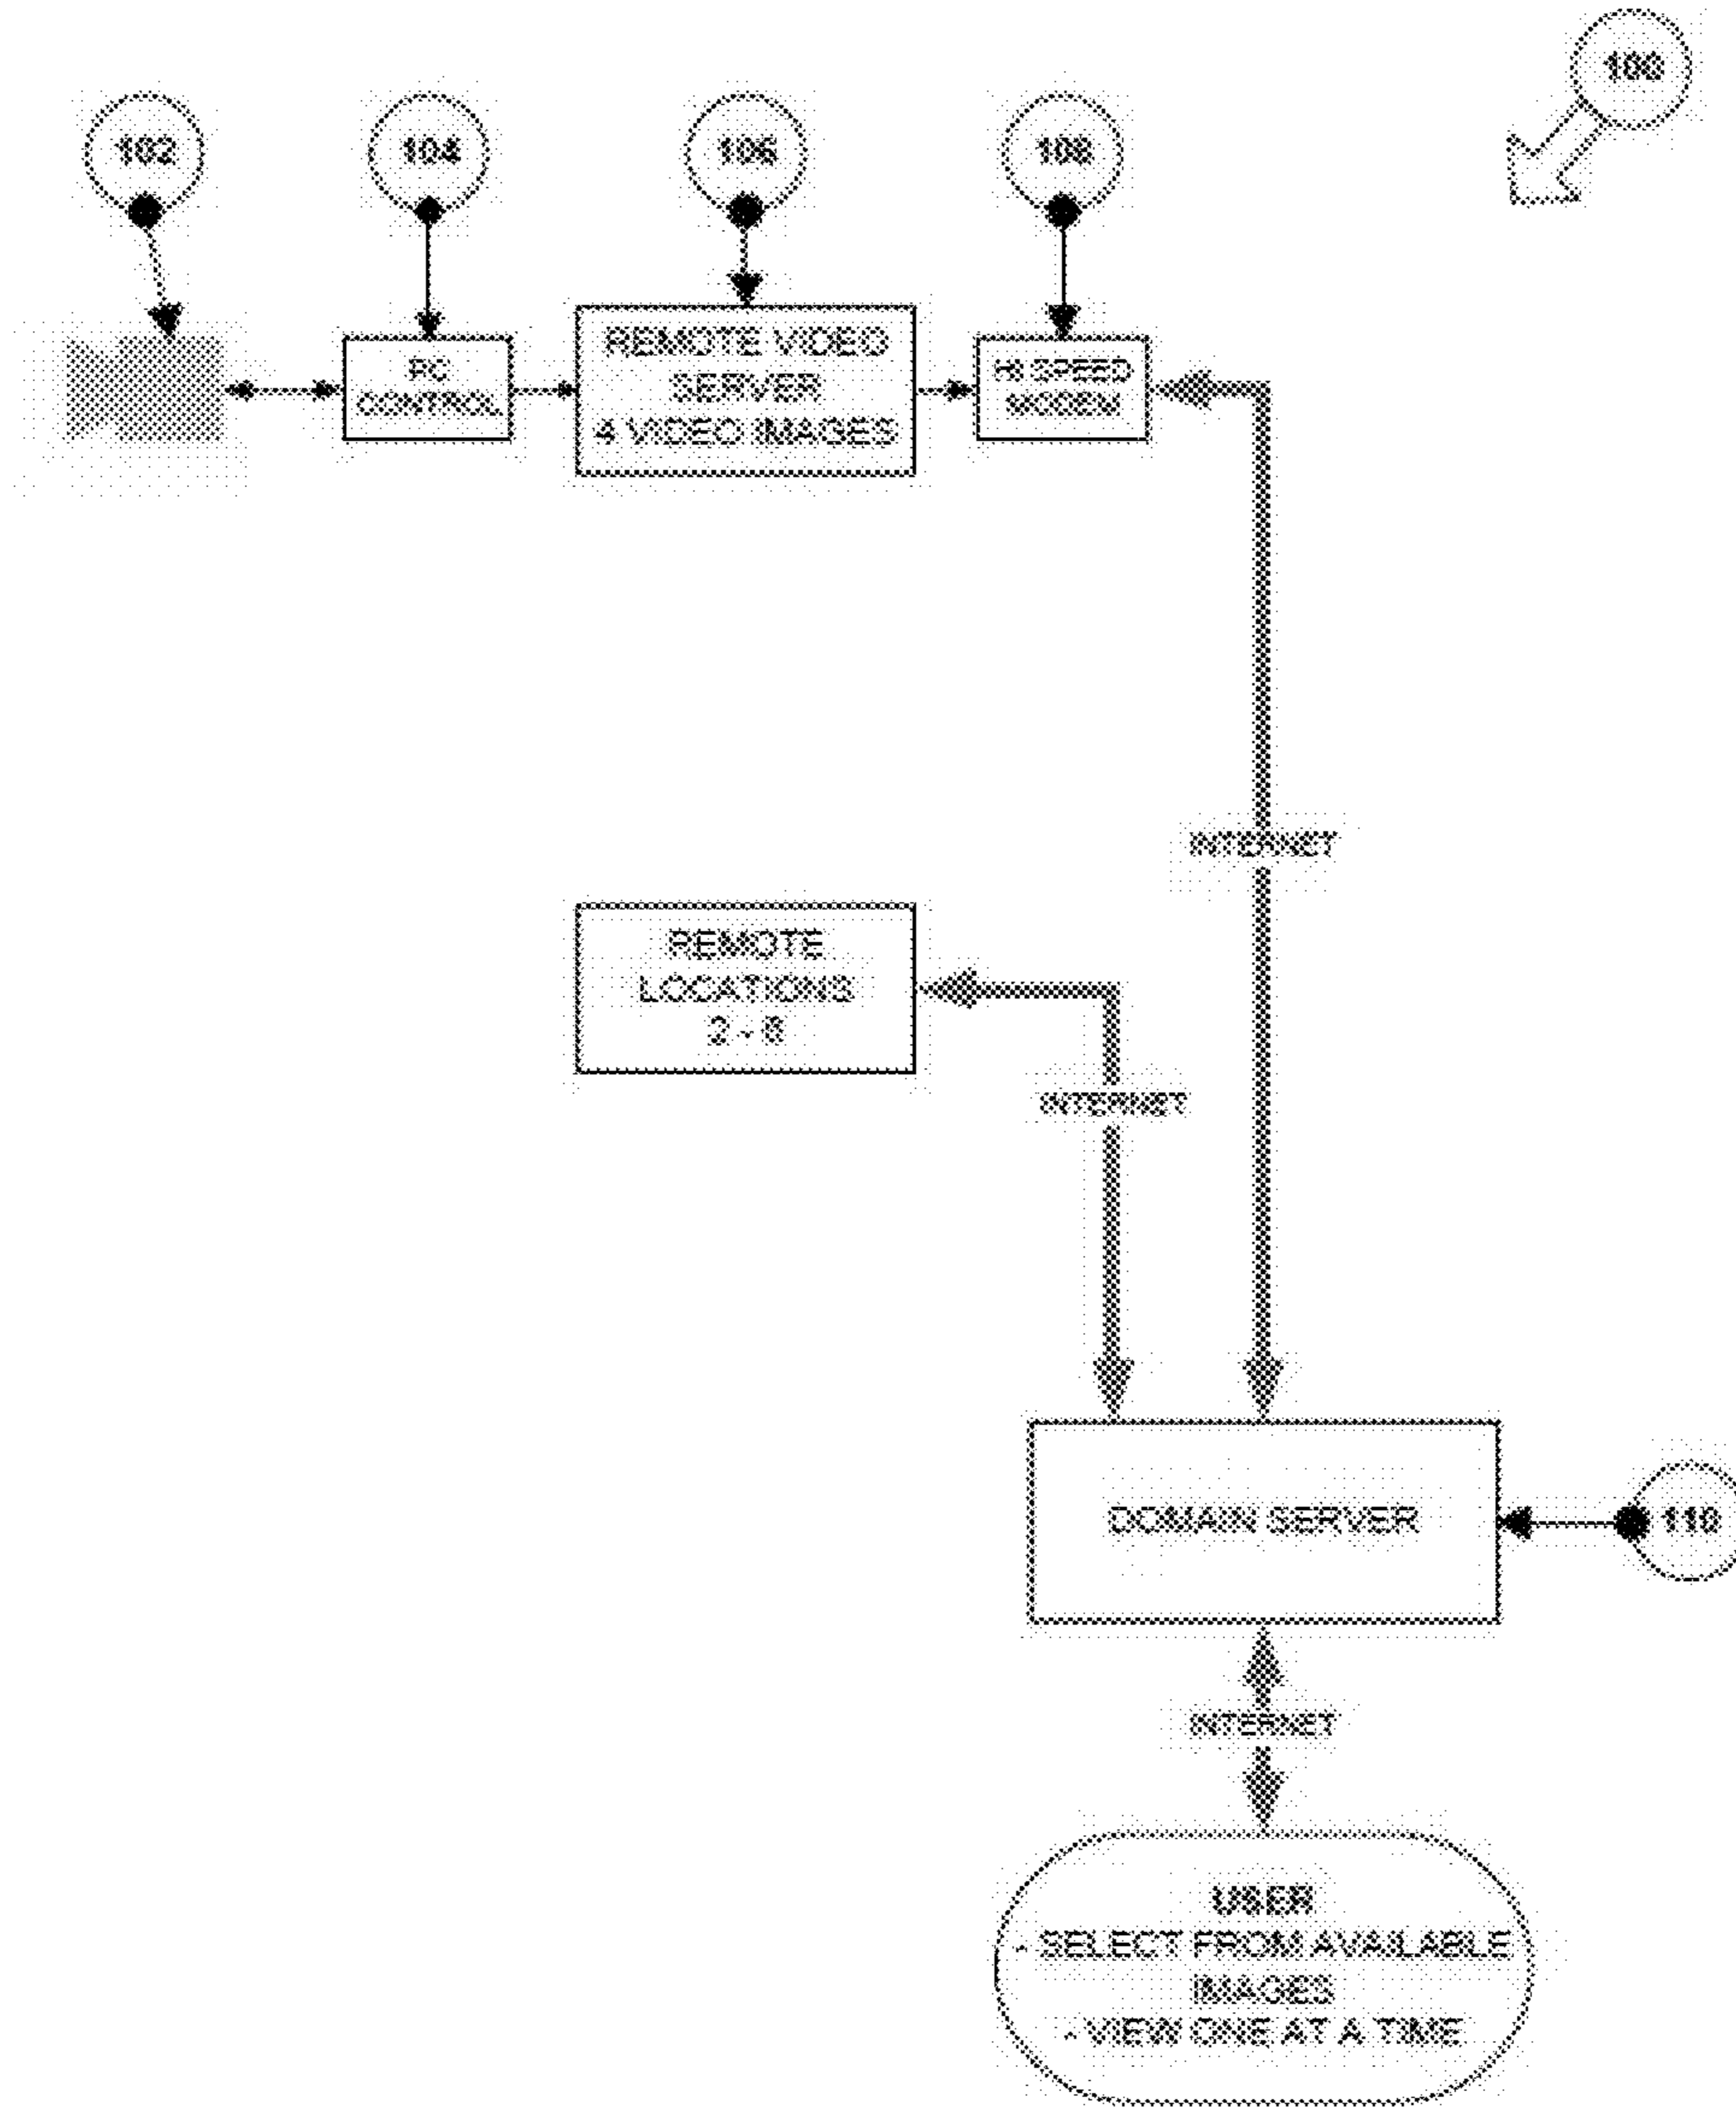 100
102
104
106
108
PC
CONTROL
REMOTE VIDEO
SERVER
4 VIDEO IMAGES
HI SPEED
MODEM
INTERNET
REMOTE
LOCATIONS
INTERNET
DOMAIN SERVER
110
INTERNET
USER
- SELECT FROM AVAILABLE
IMAGES
- VIEW ONE AT A TIME